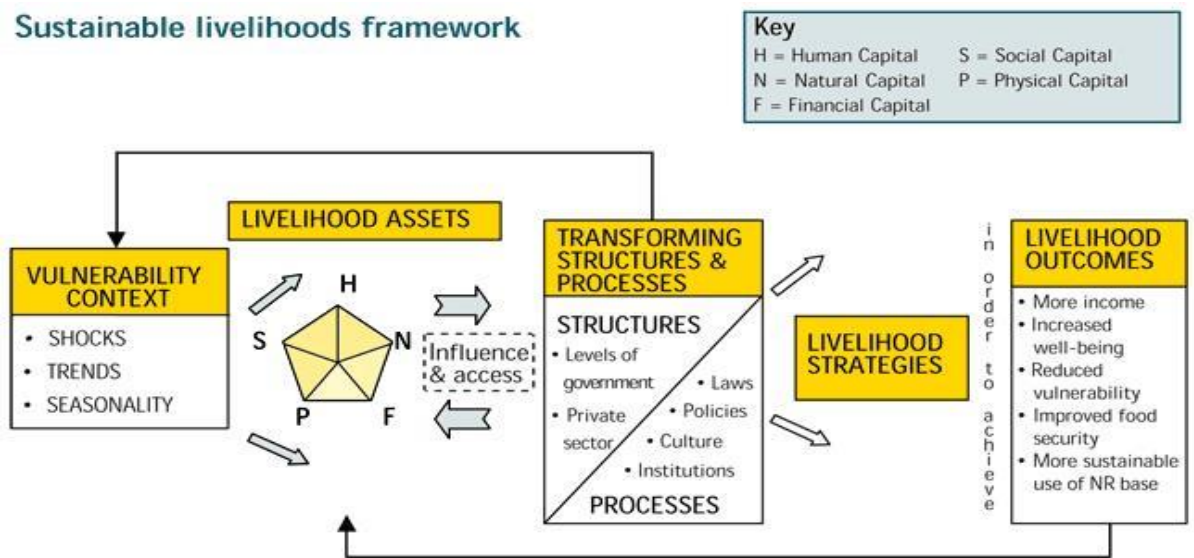 Sustainable livelihoods framework
Key
H = Human Capital S = Social Capital
N = Natural Capital P = Physical Capital
F = Financial Capital
LIVELIHOOD ASSETS
VULNERABILITY
CONTEXT
• SHOCKS
• TRENDS
• SEASONALITY
H
S
N
P
F
Influence
& access
TRANSFORMING
STRUCTURES &
PROCESSES
STRUCTURES
• Levels of
government
• Private
sector
• Laws
• Policies
• Culture
• Institutions
PROCESSES
LIVELIHOOD
STRATEGIES
in order to achieve
LIVELIHOOD
OUTCOMES
• More income
• Increased
well-being
• Reduced
vulnerability
• Improved food
security
• More sustainable
use of NR base